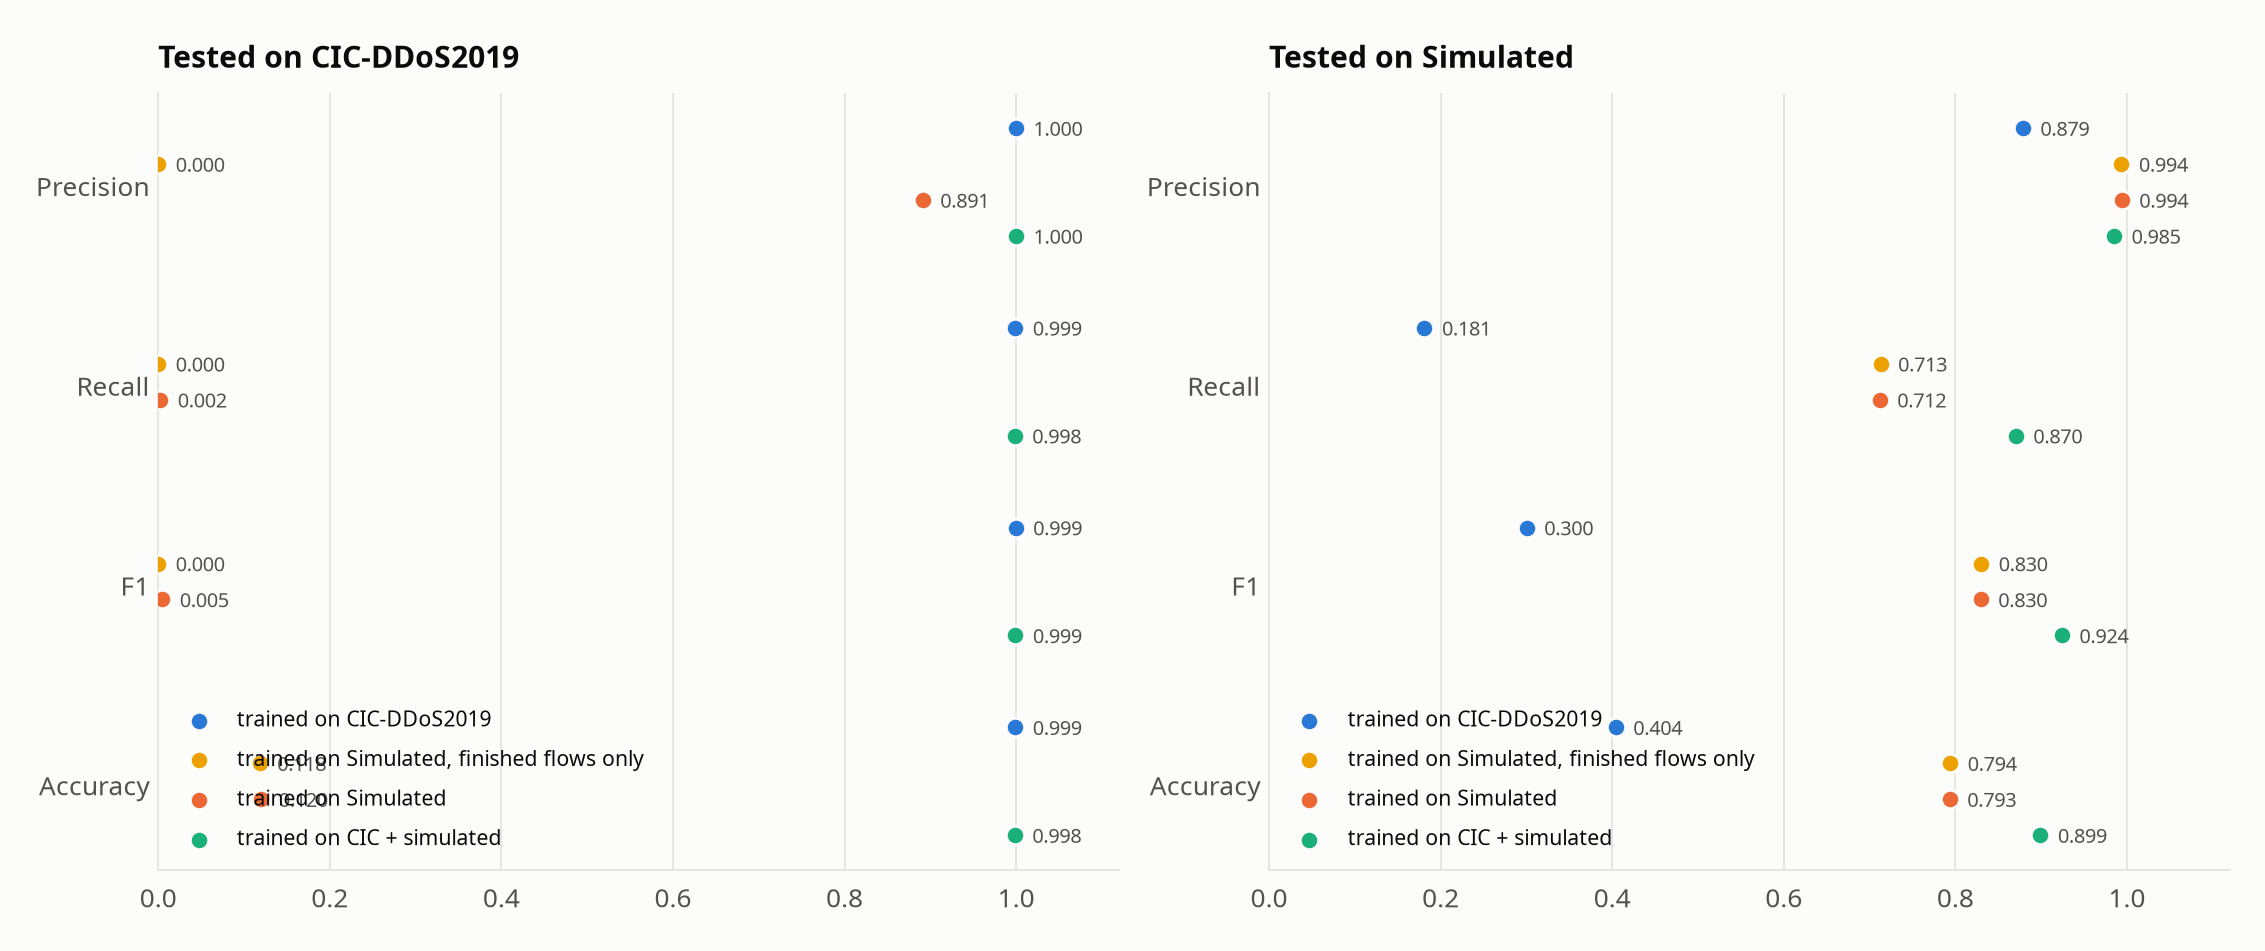 Tested on CIC-DDoS2019
Precision
1.000
0.000
0.891
1.000
Recall
0.999
0.000
0.002
0.998
F1
0.999
0.000
0.005
0.999
Accuracy
0.999
0.118
0.120
0.998
trained on CIC-DDoS2019
trained on Simulated, finished flows only
trained on Simulated
trained on CIC + simulated
0.0 0.2 0.4 0.6 0.8 1.0
Tested on Simulated
Precision
0.879
0.994
0.994
0.985
Recall
0.181
0.713
0.712
0.870
F1
0.300
0.830
0.830
0.924
Accuracy
0.404
0.794
0.793
0.899
trained on CIC-DDoS2019
trained on Simulated, finished flows only
trained on Simulated
trained on CIC + simulated
0.0 0.2 0.4 0.6 0.8 1.0